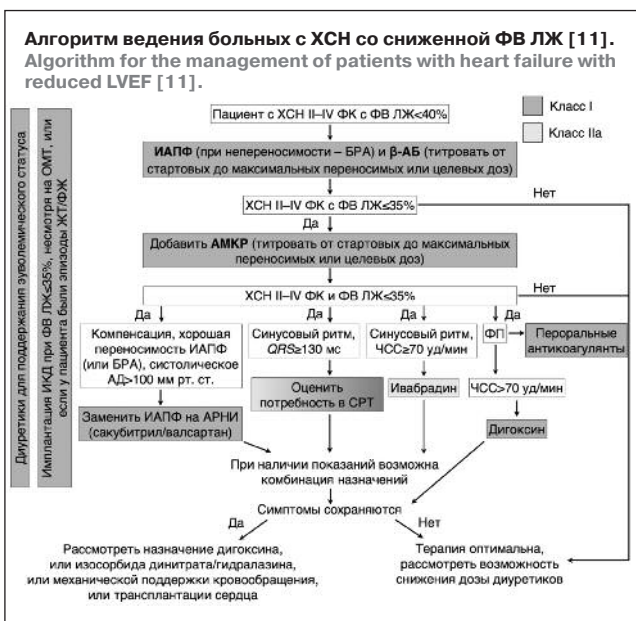 Алгоритм ведения больных с ХСН со сниженной ФВ ЛЖ [11].
Algorithm for the management of patients with heart failure with
reduced LVEF [11].
Класс I
Класс IIa
Диуретики для поддержания эуволемического статуса
Имплантация ИКД при ФВ ЛЖ≤35%, несмотря на ОМТ, или
если у пациента были эпизоды ЖТ/ФЖ
Пациент с ХСН II–IV ФК с ФВ ЛЖ<40%
ИАПФ (при непереносимости – БРА) и β-АБ (титровать от
стартовых до максимальных переносимых или целевых доз)
Нет
ХСН II–IV ФК с ФВ ЛЖ≤35%
Да
Добавить АМКР (титровать от стартовых до максимальных
переносимых или целевых доз)
Нет
ХСН II–IV ФК и ФВ ЛЖ≤35%
Да
Да
Да
Да
Компенсация, хорошая
переносимость ИАПФ
(или БРА), систолическое
АД>100 мм рт. ст.
Синусовый ритм,
QRS≥130 мс
Синусовый ритм,
ЧСС≥70 уд/мин
ФП
Пероральные
антикоагулянты
Заменить ИАПФ на АРНИ
(сакубитрил/валсартан)
Оценить
потребность в СРТ
Ивабрадин
ЧСС>70 уд/мин
Дигоксин
При наличии показаний возможна
комбинация назначений
Симптомы сохраняются
Да
Нет
Рассмотреть назначение дигоксина,
или изосорбида динитрата/гидралазина,
или механической поддержки кровообращения,
или трансплантации сердца
Терапия оптимальна,
рассмотреть возможность
снижения дозы диуретиков